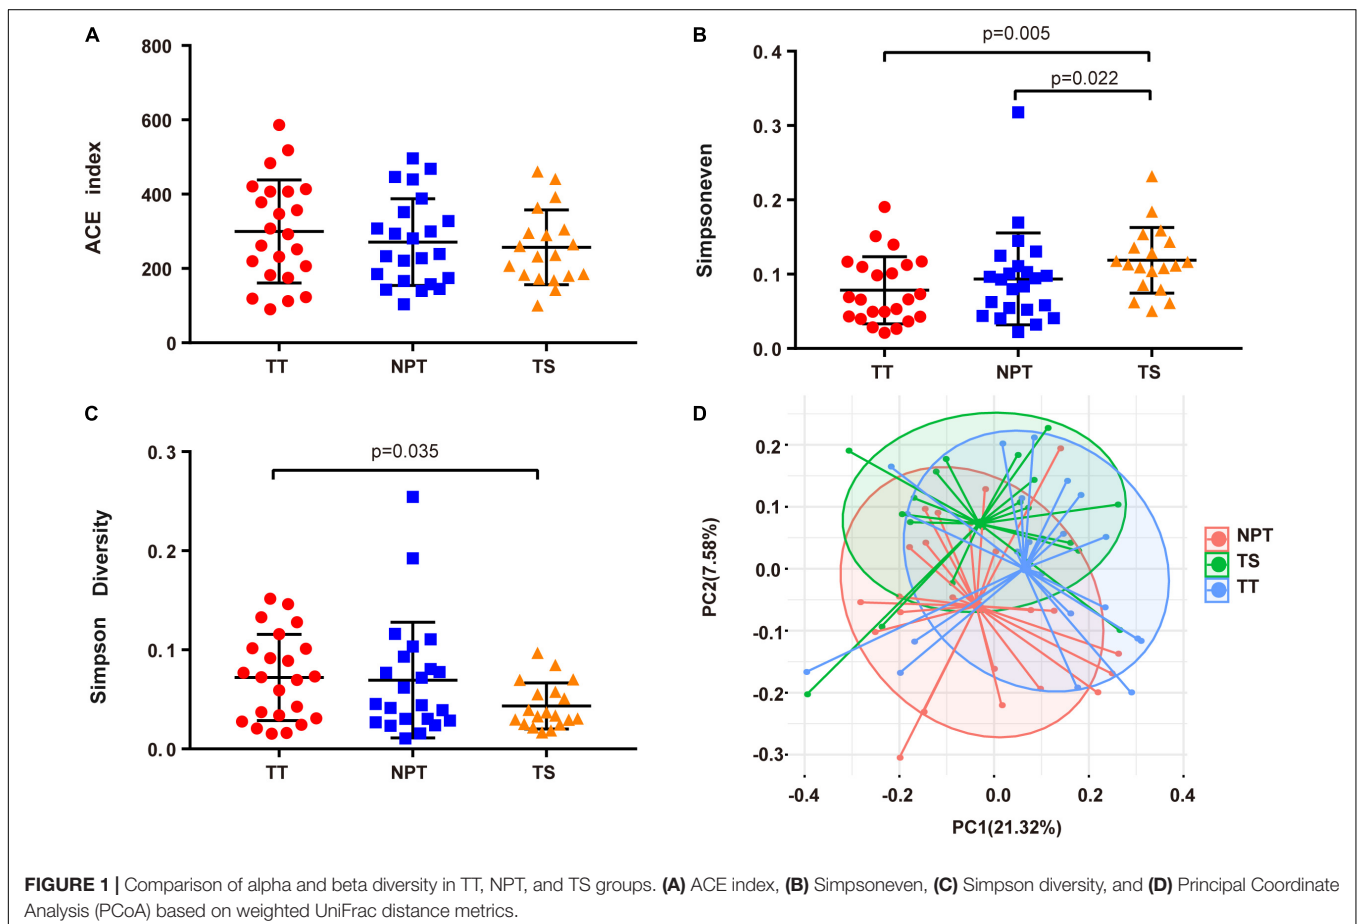 A
800
600
400
200
0
ACE index
TT NPT TS
B
p=0.005
p=0.022
0.4
0.3
0.2
0.1
0.0
Simpsoneven
TT NPT TS
C
p=0.035
0.3
0.2
0.1
0.0
Simpson Diversity
TT NPT TS
D
0.2
0.1
0.0
-0.1
-0.2
-0.3
PC2(7.58%)
-0.4 -0.2 0.0 0.2 0.4
PC1(21.32%)
NPT
TS
TT
FIGURE 1 | Comparison of alpha and beta diversity in TT, NPT, and TS groups. (A) ACE index, (B) Simpsoneven, (C) Simpson diversity, and (D) Principal Coordinate
Analysis (PCoA) based on weighted UniFrac distance metrics.